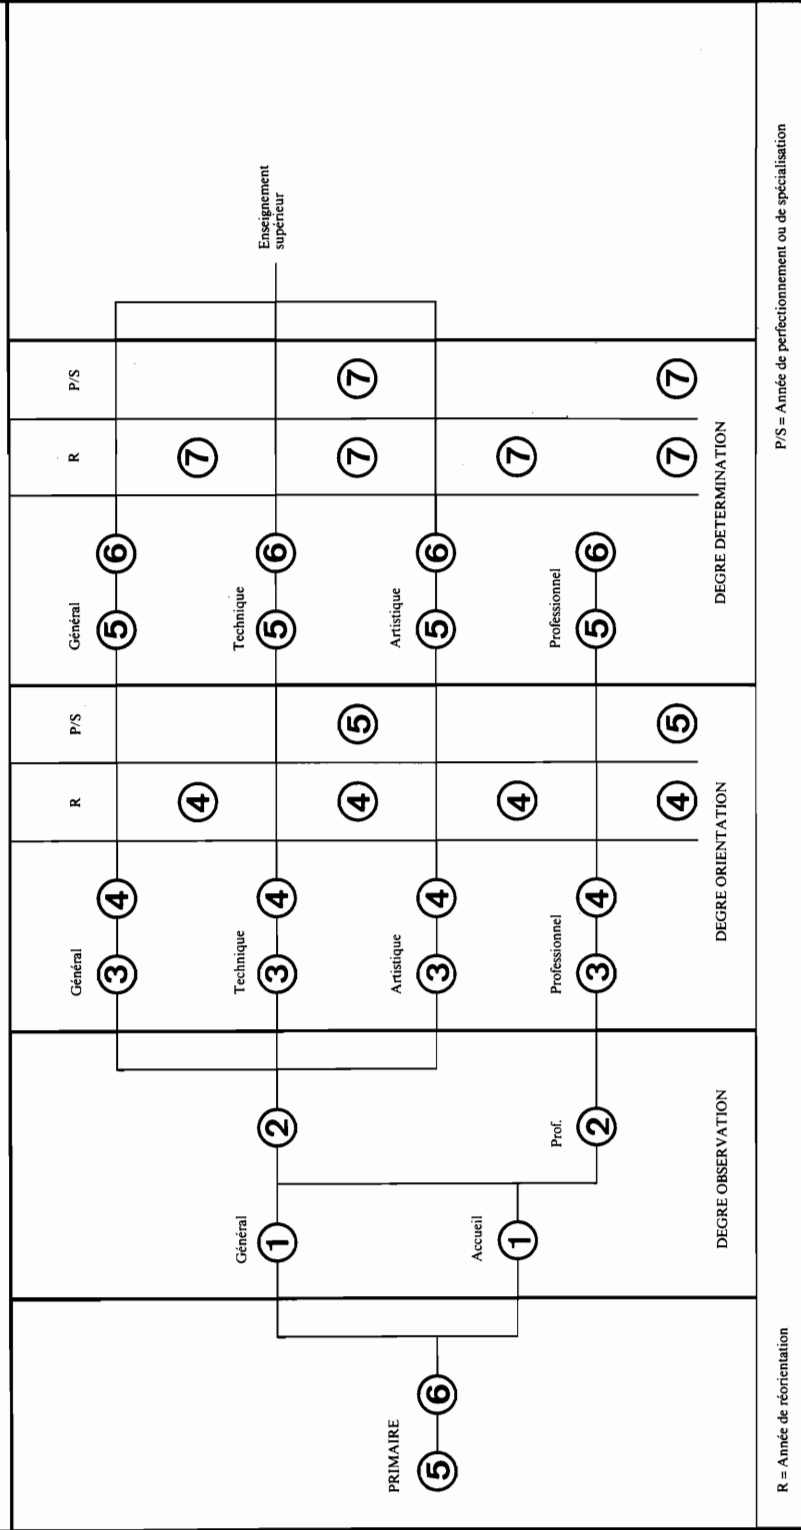 R P/S R P/S
Général Général
3 4 5 6
4 7
Général Technique Technique Enseignement
supérieur
1 2 3 4 5 6
PRIMAIRE
4 5 7 7
Artistique Artistique
5 6 3 4 5 6
Accueil
1 4 7
Prof. Professionnel Professionnel
2 3 4 5 6
4 5 7 7
DEGRE OBSERVATION DEGRE ORIENTATION DEGRE DETERMINATION
R = Année de réorientation P/S = Année de perfectionnement ou de spécialisation